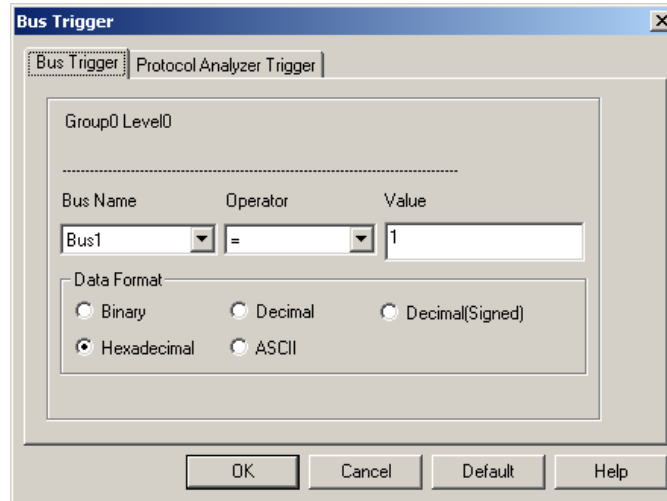 Bus Trigger
Bus Trigger Protocol Analyzer Trigger
Group0 Level0
Bus Name Operator Value
Bus1 = 1
Data Format
Binary Decimal Decimal(Signed)
Hexadecimal ASCII
OK Cancel Default Help